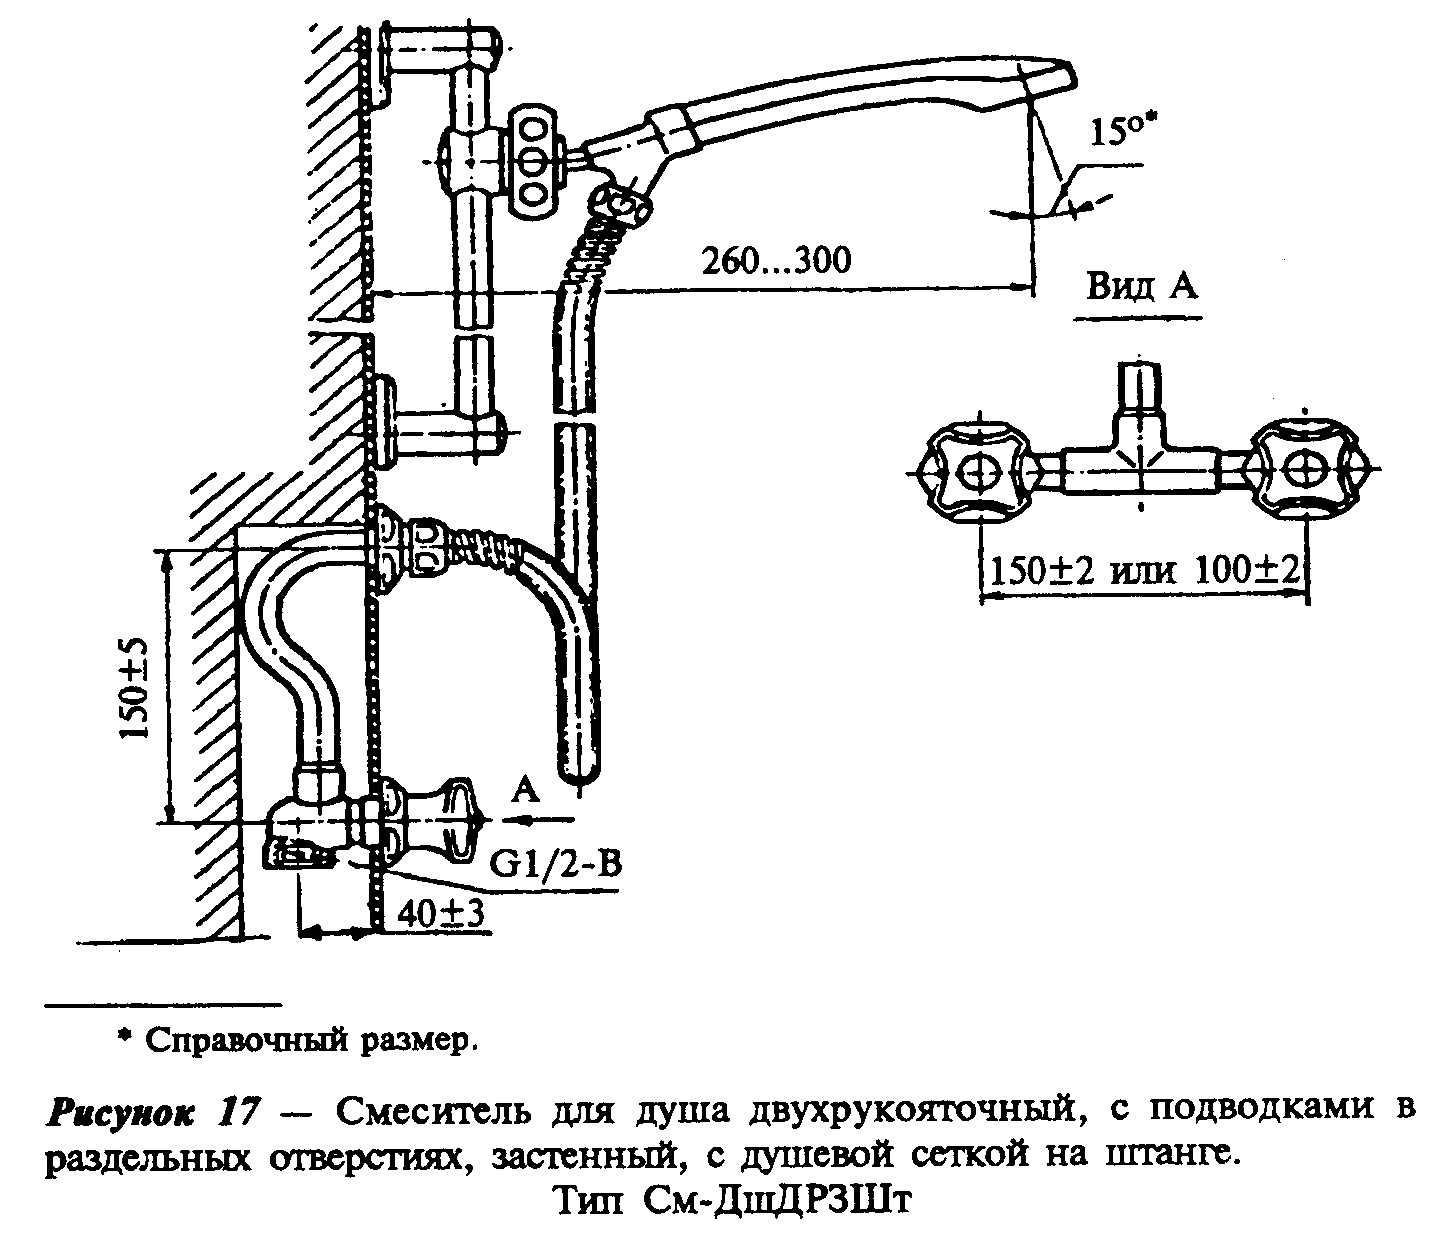 15°*
260...300
Вид А
150±2 или 100±2
150±5
А
G1/2-B
40±3
* Справочный размер.
Рисунок 17 — Смеситель для душа двухрукояточный, с подводками в
раздельных отверстиях, застенный, с душевой сеткой на штанге.
Тип См-ДшДРЗШт